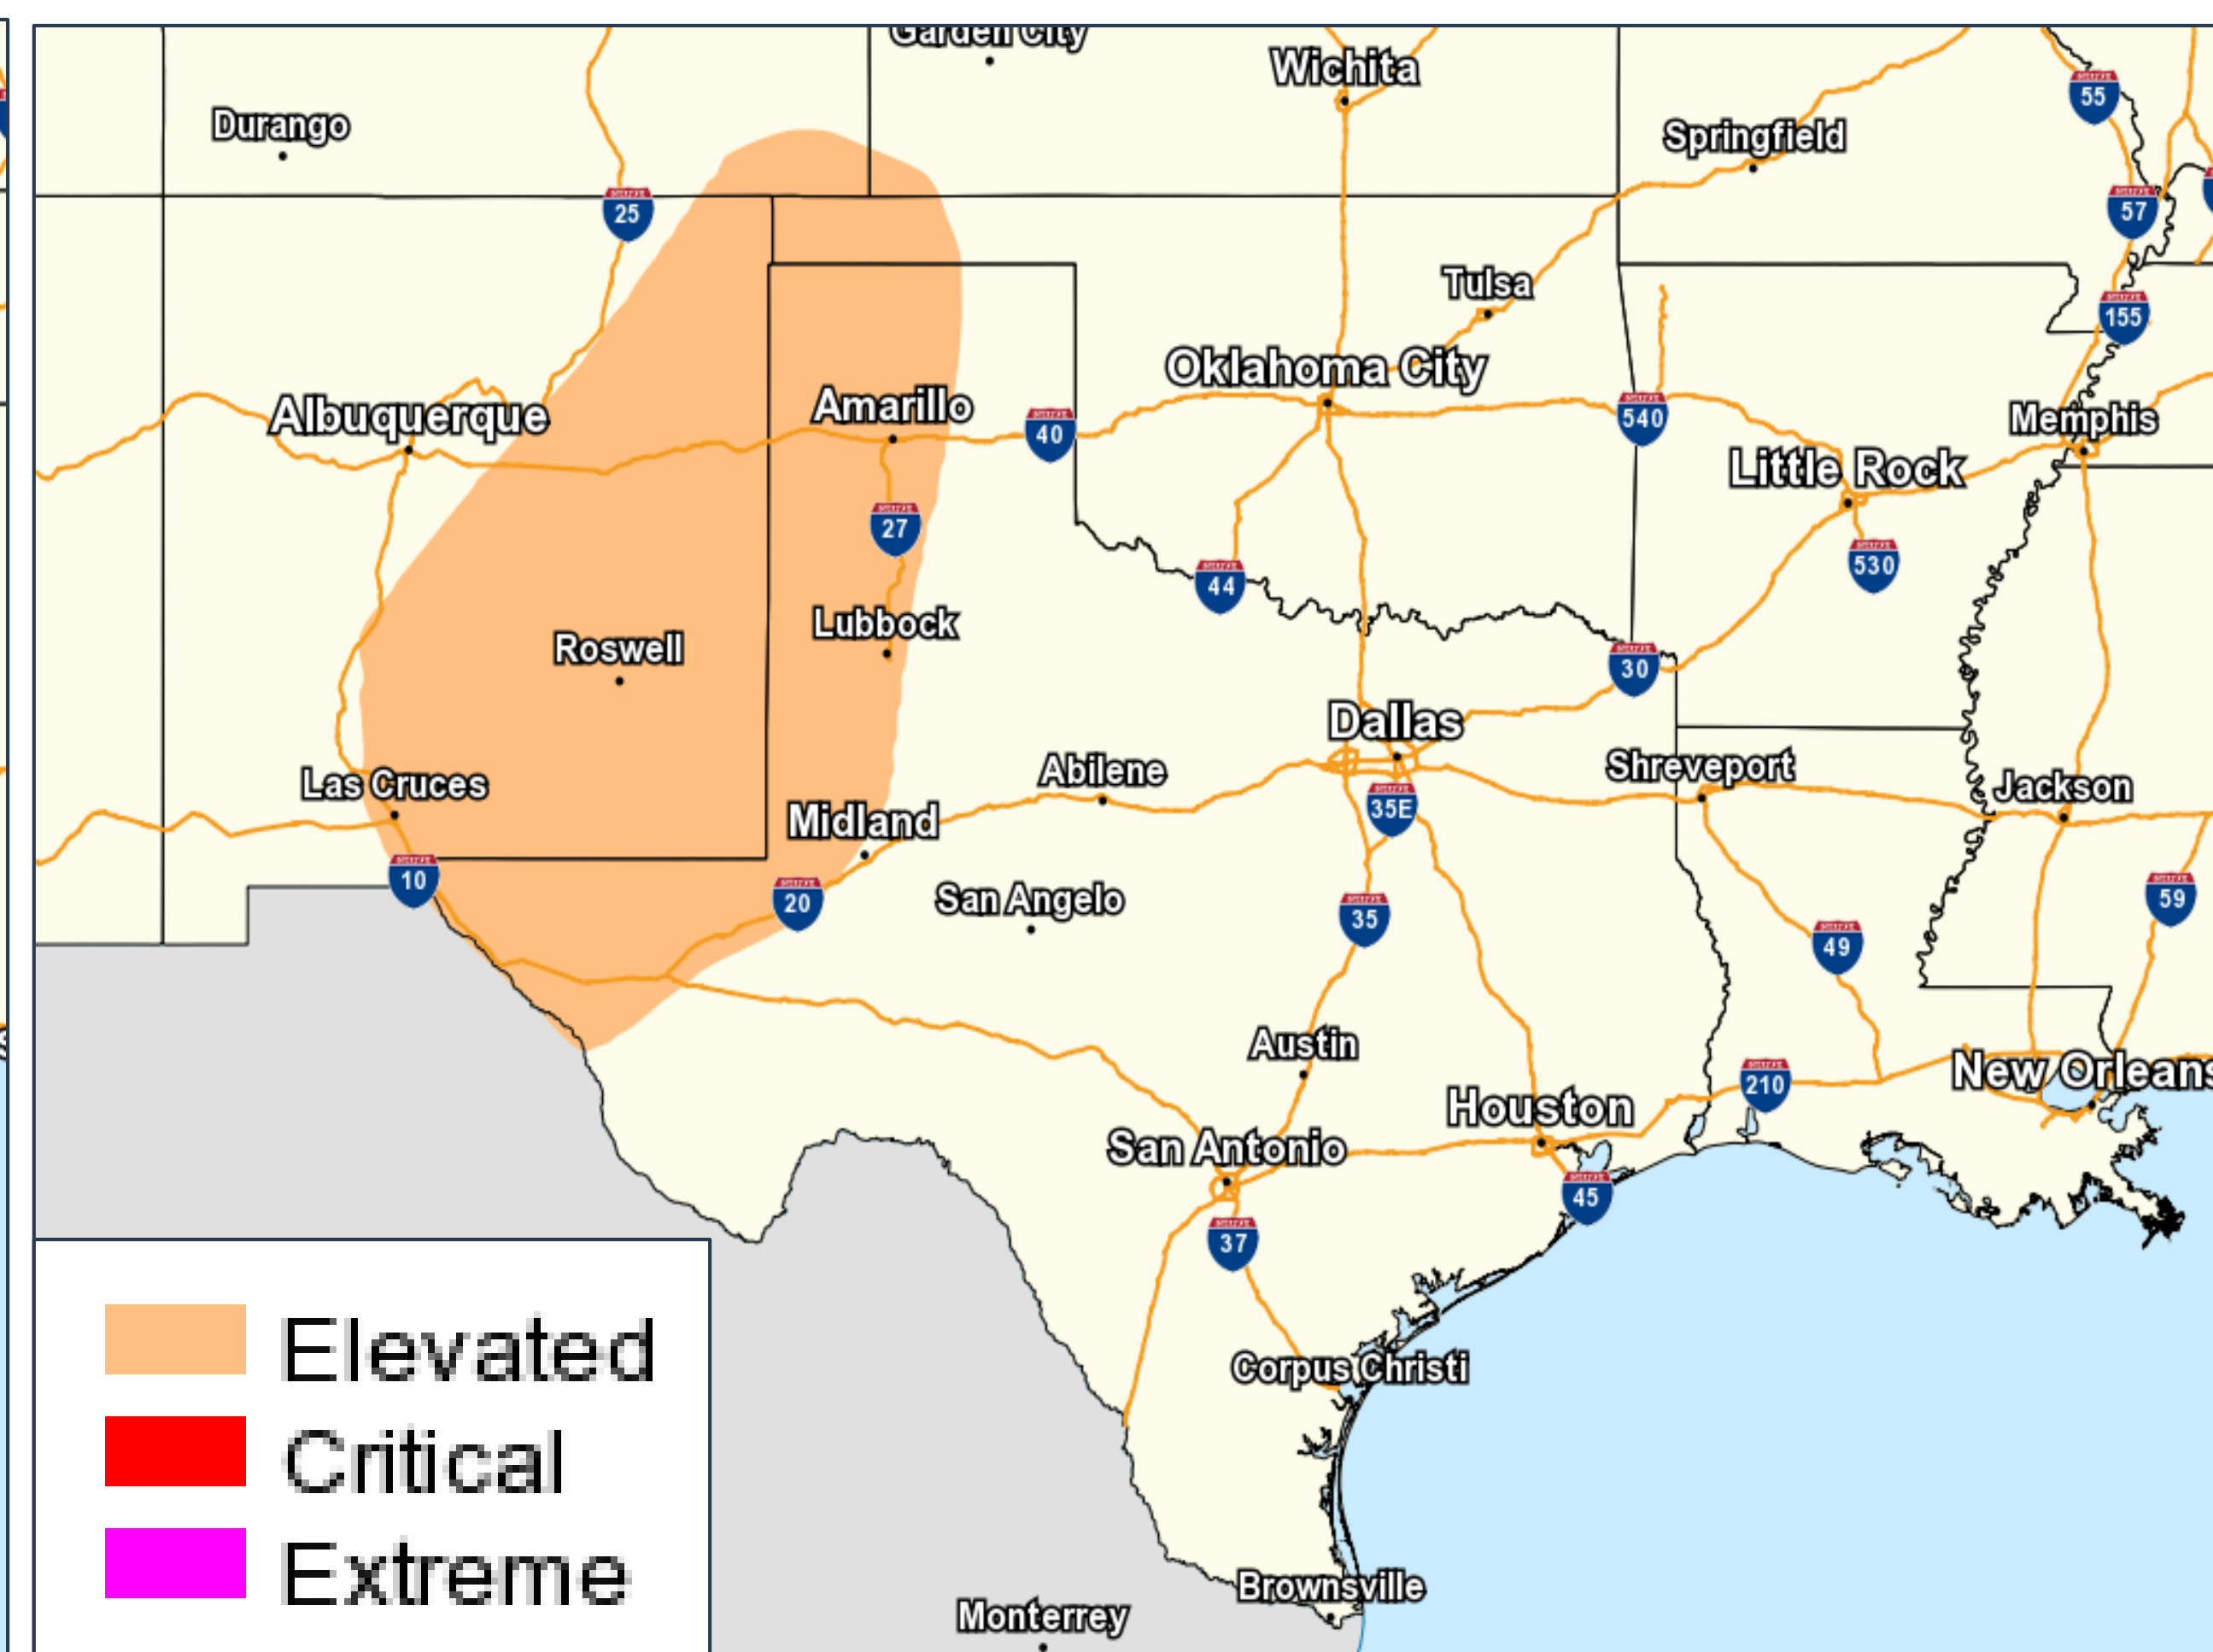 Garden City
Wichita
55
Durango
Springfield
25
57
Tulsa
155
Oklahoma City
Albuquerque
Amarillo
40
540
Memphis
Little Rock
27
530
44
Lubbock
Roswell
30
Dallas
Shreveport
Abilene
Las Cruces
Jackson
Midland
35E
10
20
San Angelo
35
59
49
Austin
New Orleans
210
Houston
San Antonio
45
37
Elevated
Corpus Christi
Critical
Extreme
Brownsville
Monterrey